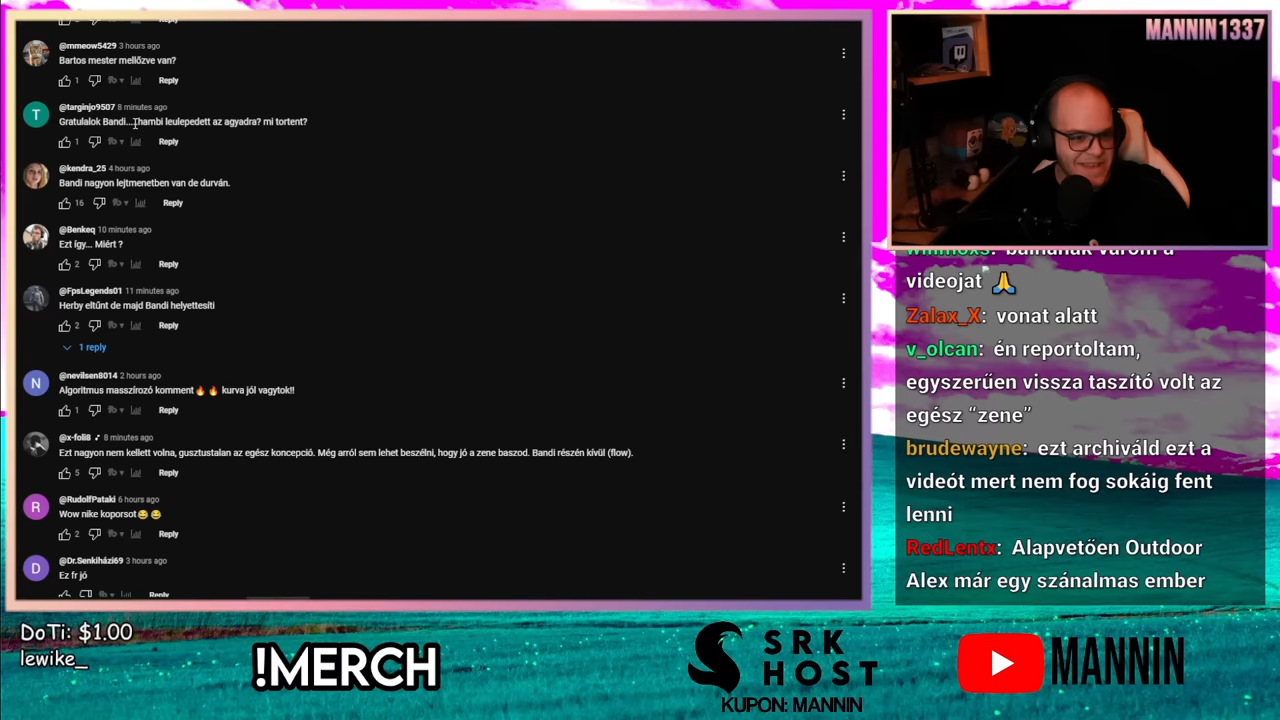 Reply
@mmeow5429 3 hours ago
Bartos mester mellőzve van?
1 Reply
@targinjo9507 8 minutes ago
Gratulalok Bandi...Thambi leulepedett az agyadra? mi tortent?
1 Reply
@kendra_25 4 hours ago
Bandi nagyon lejtmenetben van de durván.
16 Reply
@Benkeq 10 minutes ago
Ezt így... Miért ?
2 Reply
@FpsLegends01 11 minutes ago
Herby eltűnt de majd Bandi helyettesíti
2 Reply
1 reply
@nevilsen8014 2 hours ago
Algoritmus masszírozó komment🔥🔥 kurva jól vagytok!!
1 Reply
@x-foli8 8 minutes ago
Ezt nagyon nem kellett volna, gusztustalan az egész koncepció. Még arról sem lehet beszélni, hogy jó a zene baszod. Bandi részén kívül (flow).
5 Reply
@RudolfPataki 6 hours ago
Wow nike koporsot😂😂
2 Reply
@Dr.Senkiházi69 3 hours ago
Ez fr jó
Reply
T
N
R
D
MANNIN1337
videojat 🙏
Zalax_X: vonat alatt
v_olcan: én reportoltam,
egyszerűen vissza taszító volt az
egész “zene”
brudewayne: ezt archiváld ezt a
videót mert nem fog sokáig fent
lenni
RedLentx: Alapvetően Outdoor
Alex már egy szánalmas ember
DoTi: $1.00
lewike_
!MERCH
SRK
HOST
KUPON: MANNIN
MANNIN